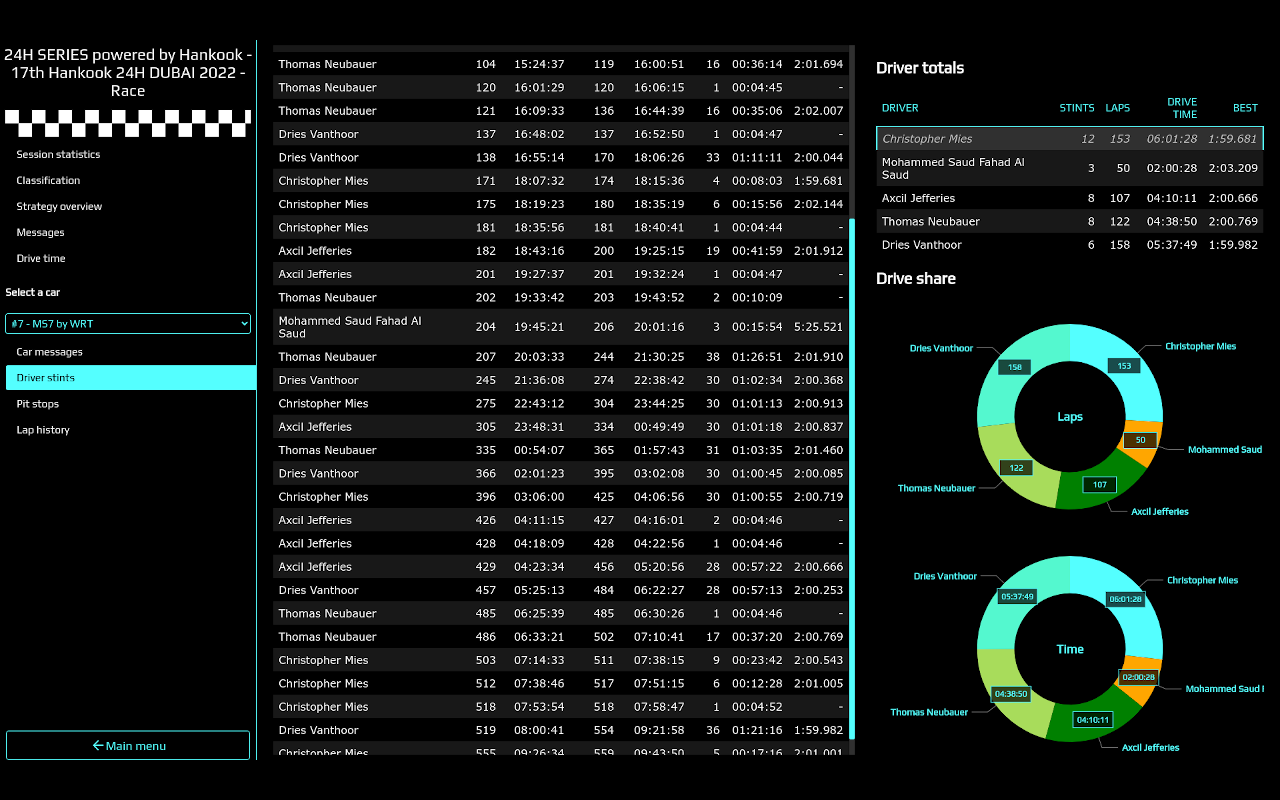 24H SERIES powered by Hankook -
17th Hankook 24H DUBAI 2022 -
Race
Session statistics
Classification
Strategy overview
Messages
Drive time
Select a car
#7 - MS7 by WRT
Car messages
Driver stints
Pit stops
Lap history
Main menu
Thomas Neubauer 104 15:24:37 119 16:00:51 16 00:36:14 2:01.694
Thomas Neubauer 120 16:01:29 120 16:06:15 1 00:04:45 -
Thomas Neubauer 121 16:09:33 136 16:44:39 16 00:35:06 2:02.007
Dries Vanthoor 137 16:48:02 137 16:52:50 1 00:04:47 -
Dries Vanthoor 138 16:55:14 170 18:06:26 33 01:11:11 2:00.044
Christopher Mies 171 18:07:32 174 18:15:36 4 00:08:03 1:59.681
Christopher Mies 175 18:19:23 180 18:35:19 6 00:15:56 2:02.144
Christopher Mies 181 18:35:56 181 18:40:41 1 00:04:44 -
Axcil Jefferies 182 18:43:16 200 19:25:15 19 00:41:59 2:01.912
Axcil Jefferies 201 19:27:37 201 19:32:24 1 00:04:47 -
Thomas Neubauer 202 19:33:42 203 19:43:52 2 00:10:09 -
Mohammed Saud Fahad Al
Saud 204 19:45:21 206 20:01:16 3 00:15:54 5:25.521
Thomas Neubauer 207 20:03:33 244 21:30:25 38 01:26:51 2:01.910
Dries Vanthoor 245 21:36:08 274 22:38:42 30 01:02:34 2:00.368
Christopher Mies 275 22:43:12 304 23:44:25 30 01:01:13 2:00.913
Axcil Jefferies 305 23:48:31 334 00:49:49 30 01:01:18 2:00.837
Thomas Neubauer 335 00:54:07 365 01:57:43 31 01:03:35 2:01.460
Dries Vanthoor 366 02:01:23 395 03:02:08 30 01:00:45 2:00.085
Christopher Mies 396 03:06:00 425 04:06:56 30 01:00:55 2:00.719
Axcil Jefferies 426 04:11:15 427 04:16:01 2 00:04:46 -
Axcil Jefferies 428 04:18:09 428 04:22:56 1 00:04:46 -
Axcil Jefferies 429 04:23:34 456 05:20:56 28 00:57:22 2:00.666
Dries Vanthoor 457 05:25:13 484 06:22:27 28 00:57:13 2:00.253
Thomas Neubauer 485 06:25:39 485 06:30:26 1 00:04:46 -
Thomas Neubauer 486 06:33:21 502 07:10:41 17 00:37:20 2:00.769
Christopher Mies 503 07:14:33 511 07:38:15 9 00:23:42 2:00.543
Christopher Mies 512 07:38:46 517 07:51:15 6 00:12:28 2:01.005
Christopher Mies 518 07:53:54 518 07:58:47 1 00:04:52 -
Dries Vanthoor 519 08:00:41 554 09:21:58 36 01:21:16 1:59.982
Christopher Mies 555 09:26:34 559 09:43:50 5 00:17:16 2:01.001
Driver totals
DRIVER STINTS LAPS DRIVE
TIME BEST
Christopher Mies 12 153 06:01:28 1:59.681
Mohammed Saud Fahad Al
Saud 3 50 02:00:28 2:03.209
Axcil Jefferies 8 107 04:10:11 2:00.666
Thomas Neubauer 8 122 04:38:50 2:00.769
Dries Vanthoor 6 158 05:37:49 1:59.982
Drive share
Dries Vanthoor
Christopher Mies
158
153
Laps
50
Mohammed Saud
122
Thomas Neubauer
107
Axcil Jefferies
Dries Vanthoor
Christopher Mies
05:37:49
06:01:28
Time
02:00:28
Mohammed Saud
04:38:50
Thomas Neubauer
04:10:11
Axcil Jefferies